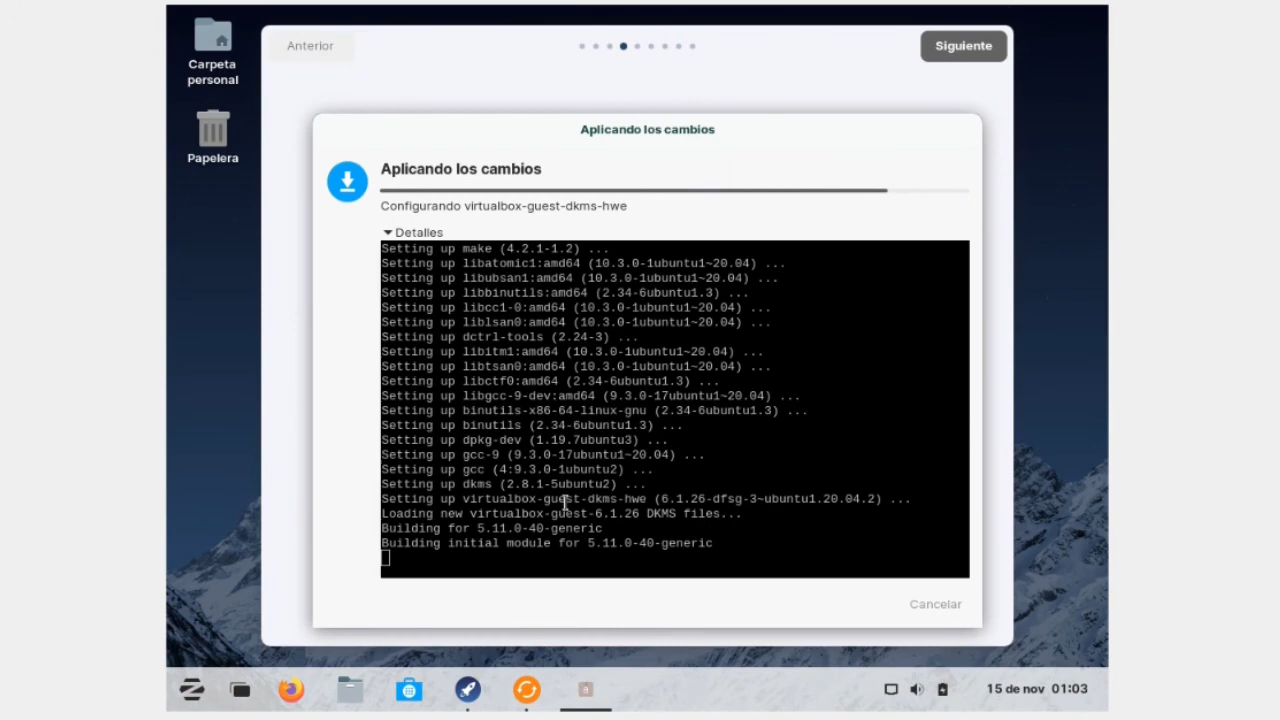 Carpeta
personal
Papelera
Anterior
Siguiente
Aplicando los cambios
Aplicando los cambios
Configurando virtualbox-guest-dkms-hwe
Detalles
Setting up make (4.2.1-1.2) ...
Setting up libatomic1:amd64 (10.3.0-1ubuntu1~20.04) ...
Setting up libubsan1:amd64 (10.3.0-1ubuntu1~20.04) ...
Setting up libbinutils:amd64 (2.34-6ubuntu1.3) ...
Setting up libcc1-0:amd64 (10.3.0-1ubuntu1~20.04) ...
Setting up liblsan0:amd64 (10.3.0-1ubuntu1~20.04) ...
Setting up dctrl-tools (2.24-3) ...
Setting up libitm1:amd64 (10.3.0-1ubuntu1~20.04) ...
Setting up libtsan0:amd64 (10.3.0-1ubuntu1~20.04) ...
Setting up libctf0:amd64 (2.34-6ubuntu1.3) ...
Setting up libgcc-9-dev:amd64 (9.3.0-17ubuntu1~20.04) ...
Setting up binutils-x86-64-linux-gnu (2.34-6ubuntu1.3) ...
Setting up binutils (2.34-6ubuntu1.3) ...
Setting up dpkg-dev (1.19.7ubuntu3) ...
Setting up gcc-9 (9.3.0-17ubuntu1~20.04) ...
Setting up gcc (4:9.3.0-1ubuntu2) ...
Setting up dkms (2.8.1-5ubuntu2) ...
Setting up virtualbox-guest-dkms-hwe (6.1.26-dfsg-3~ubuntu1.20.04.2) ...
Loading new virtualbox-guest-6.1.26 DKMS files...
Building for 5.11.0-40-generic
Building initial module for 5.11.0-40-generic
Cancelar
15 de nov 01:03